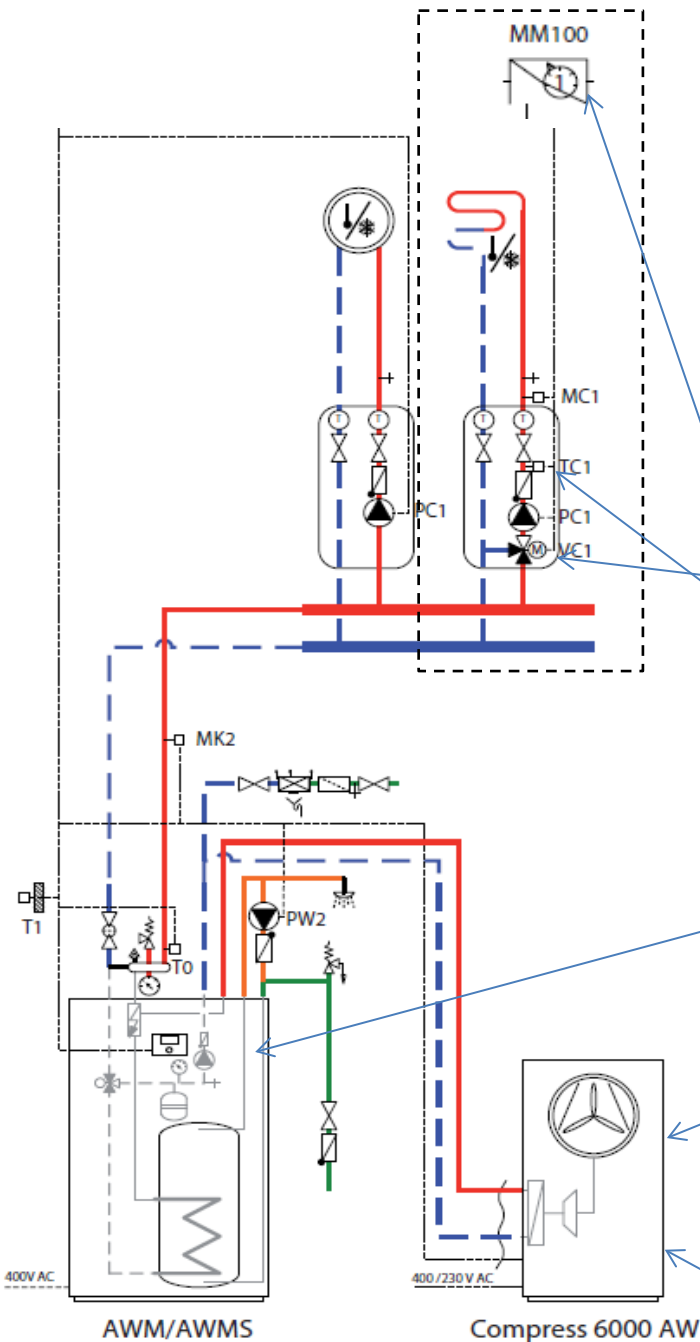 MM100
1
MC1
T
T
T
T
TC1
PC1
PC1
M
VC1
MK2
T1
PW2
T0
400V AC
400 /230 V AC
AWM/AWMS
Compress 6000 AW